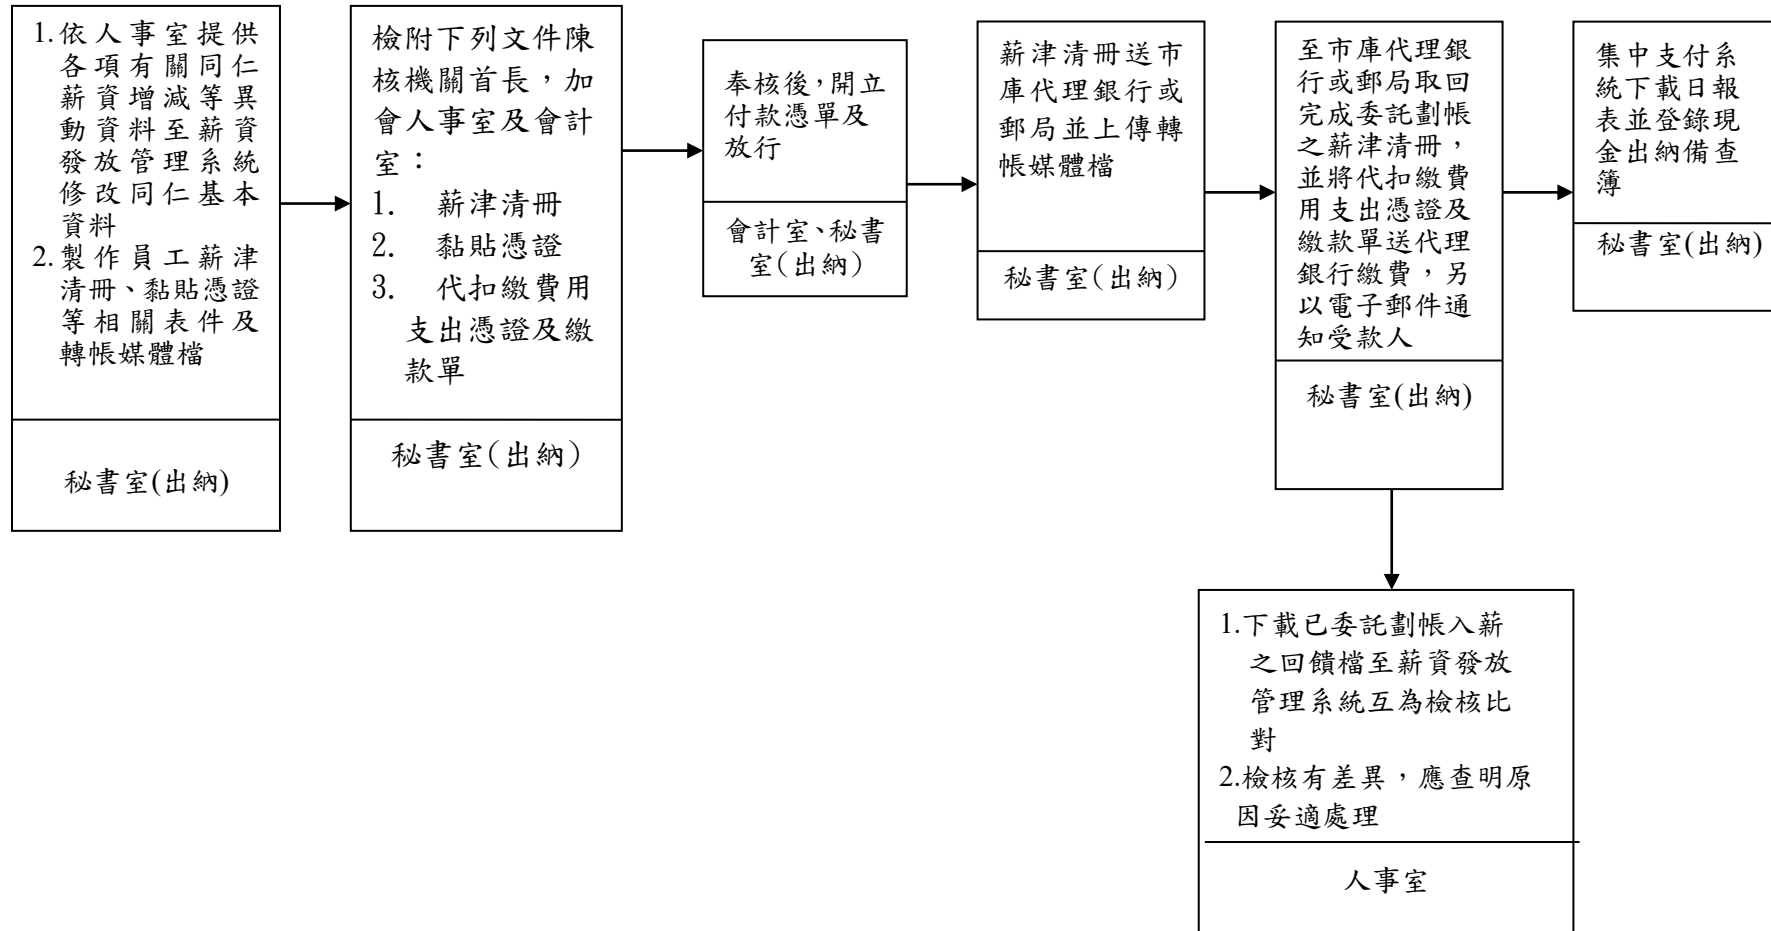 1.依人事室提供
各項有關同仁
薪資增減等異
動資料至薪資
發放管理系統
修改同仁基本
資料
2.製作員工薪津
清冊、黏貼憑證
等相關表件及
轉帳媒體檔
秘書室(出納)
檢附下列文件陳
核機關首長，加
會人事室及會計
室：
1. 薪津清冊
2. 黏貼憑證
3. 代扣繳費用
支出憑證及繳
款單
秘書室(出納)
奉核後，開立
付款憑單及
放行
會計室、秘書
室(出納)
薪津清冊送市
庫代理銀行或
郵局並上傳轉
帳媒體檔
秘書室(出納)
至市庫代理銀
行或郵局取回
完成委託劃帳
之薪津清冊，
並將代扣繳費
用支出憑證及
繳款單送代理
銀行繳費，另
以電子郵件通
知受款人
秘書室(出納)
集中支付系
統下載日報
表並登錄現
金出納備查
簿
秘書室(出納)
1.下載已委託劃帳入薪
之回饋檔至薪資發放
管理系統互為檢核比
對
2.檢核有差異，應查明原
因妥適處理
人事室